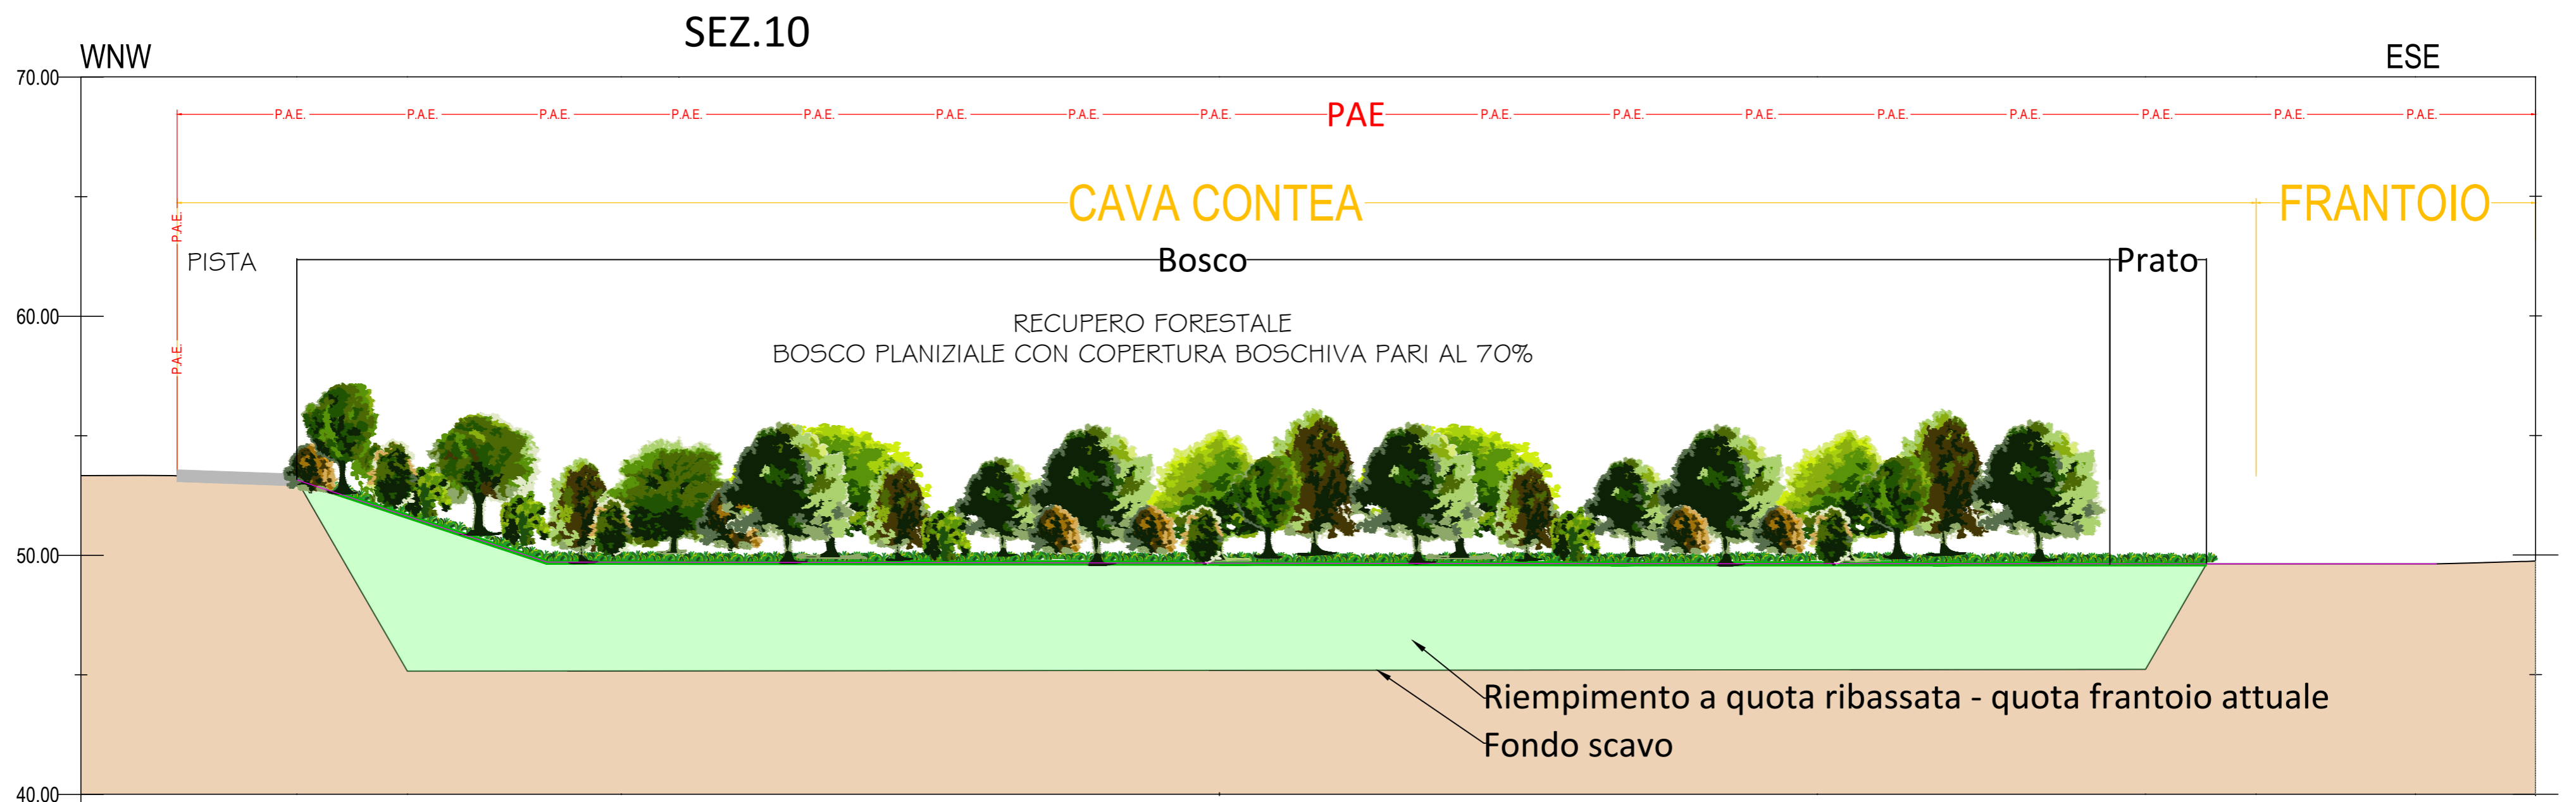 SEZ.10
WNW
ESE
70.00
P.A.E. P.A.E. P.A.E. P.A.E. P.A.E. P.A.E. P.A.E. P.A.E. PAE P.A.E. P.A.E. P.A.E. P.A.E. P.A.E. P.A.E. P.A.E. P.A.E.
CAVA CONTEA
FRANTOIO
P.A.E.
PISTA
Bosco
Prato
60.00
RECUPERO FORESTALE
BOSCO PLANIZIALE CON COPERTURA BOSCHIVA PARI AL 70%
P.A.E.
50.00
Riempimento a quota ribassata - quota frantoio attuale
Fondo scavo
40.00